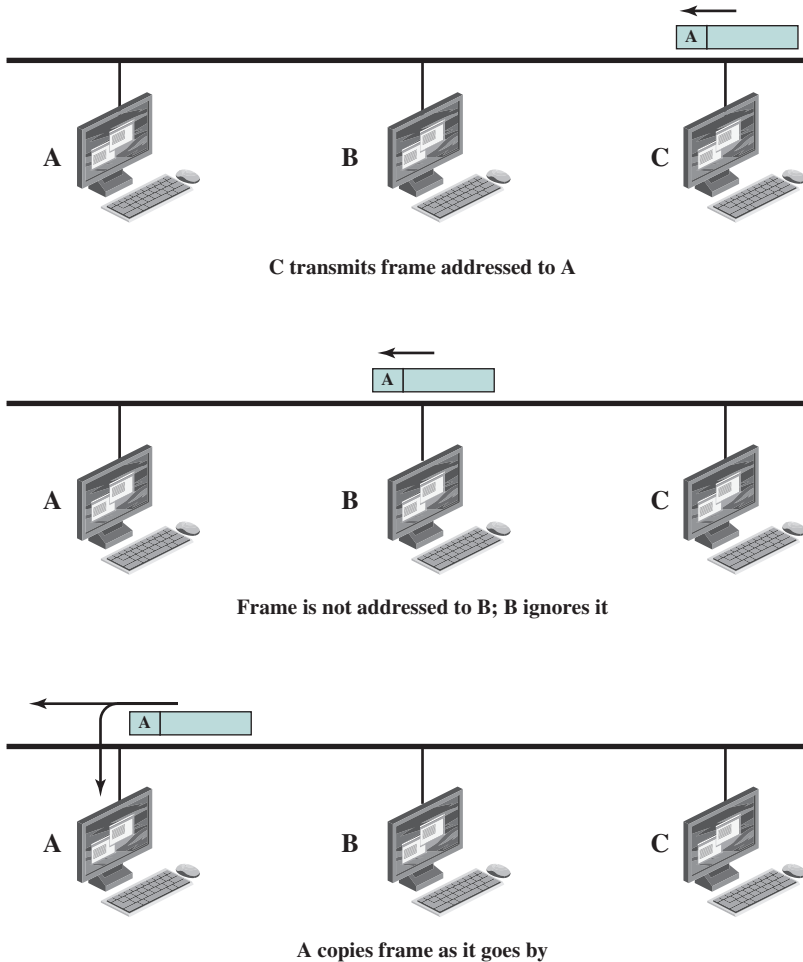 A
A B C
C transmits frame addressed to A
A
A B C
Frame is not addressed to B; B ignores it
A
A B C
A copies frame as it goes by